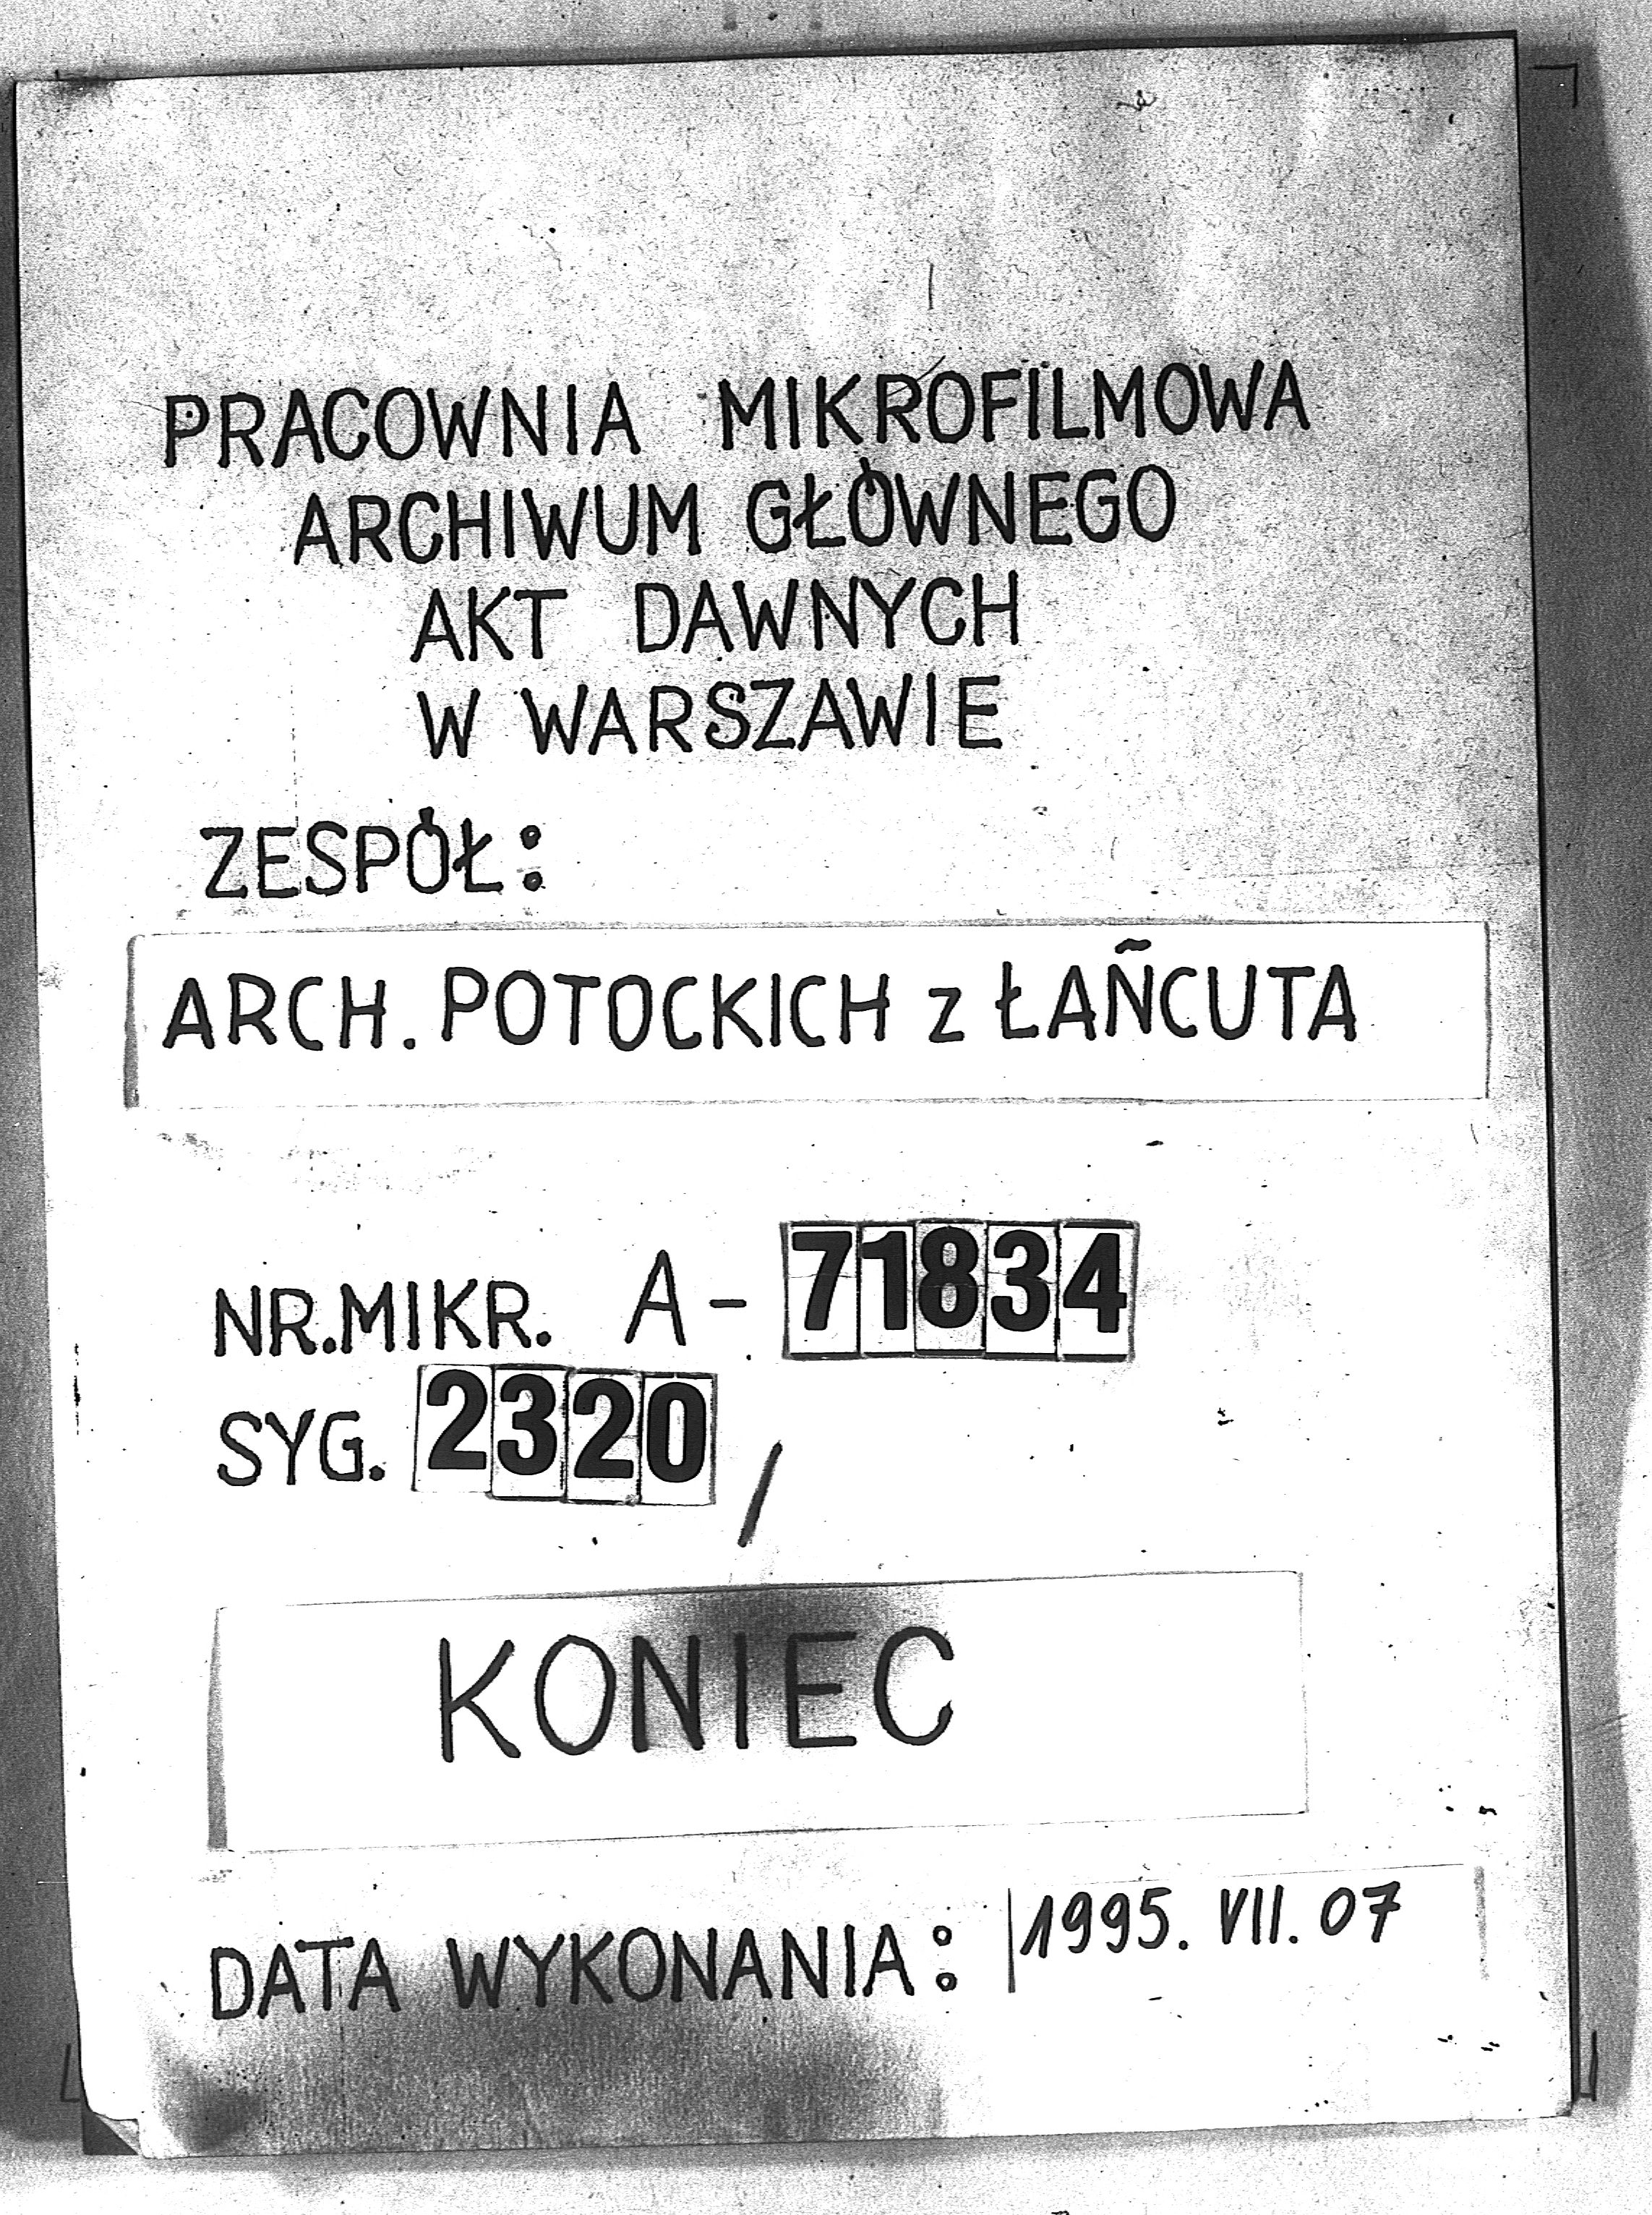 PRACOWNIA MIKROFILMOWA
ARCHIWUM GŁÓWNEGO
AKT DAWNYCH
W WARSZAWIE
ZESPÓŁ:
ARCH. POTOCKICH z ŁAŃCUTA
NR.MIKR. A-71834
SYG. 2320/
KONIEC
DATA WYKONANIA: 1995. VII. 07